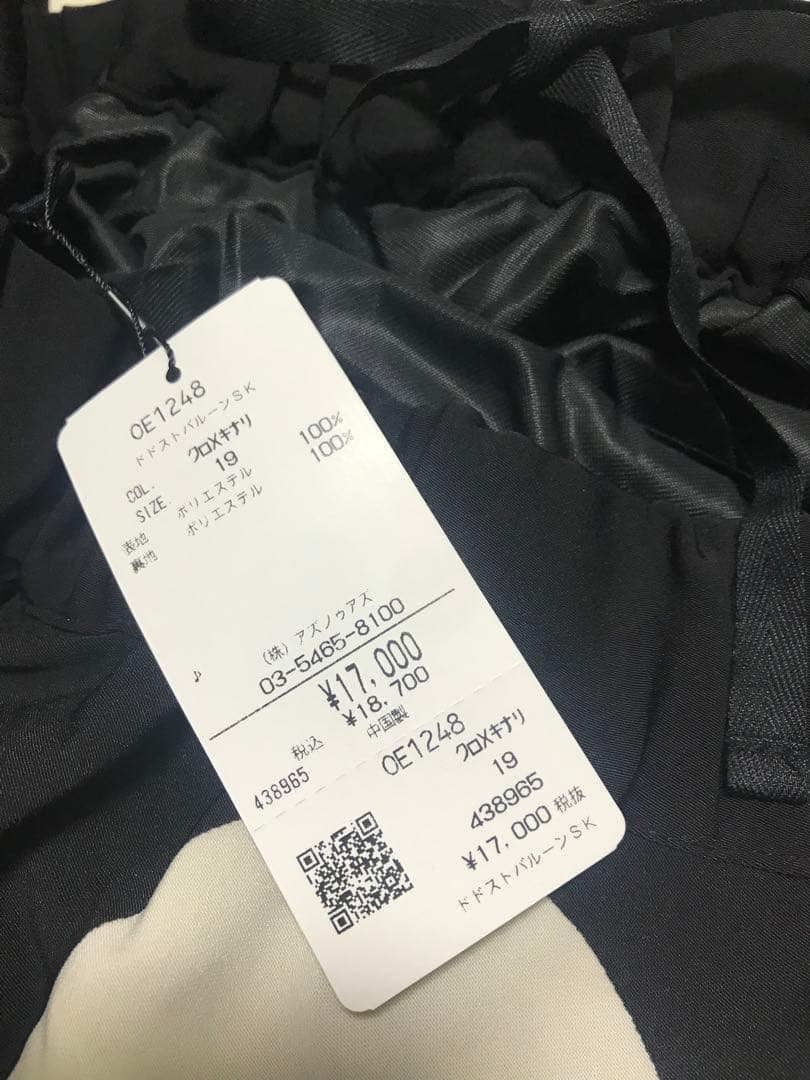 OE1248
ドドストバルーンSK
COL. クロXキナリ
SIZE. 19
表地 ポリエステル 100%
裏地 ポリエステル 100%
(株) アズノウアズ
03-5465-8100
¥17,000
税込 ¥18,700
438965 中国製
OE1248
クロXキナリ
19
438965
¥17,000 税抜
ドドストバルーンSK